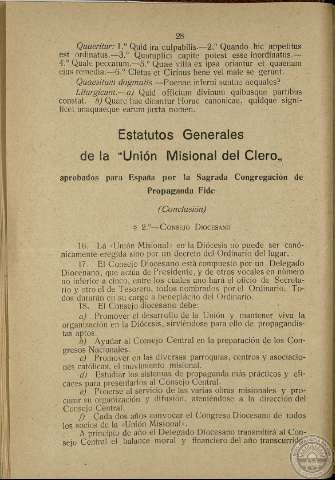 28
Quaeritur: 1.º Quid ira culpabilis.—2.º Quando hic appetitus
est ordinatus.—3.º Quotuplici capite potest esse inordinatus.—
4.º Quale peccatum.—5.º Quae vitia ex ipsa oriantur et quaenam
ejus remedia.—6.º Cletus et Cirinus bene vel male se gerunt.
Quaesitum dogmatis.—Poenae inferni suntne aequales?
Liturgicum.—a) Quid officium divinum quibusque partibus
constat. b) Quare fue dinantur Horae canonicae, quidque signi-
ficet unaquaeque earum juxta nomen.
Estatutos Generales
de la "Unión Misional del Clero„
aprobados para España por la Sagrada Congregación de
Propaganda Fide
(Conclusión)
§ 2.º—Consejo Diocesano
16. La «Unión Misional» en la Diócesis no puede ser canó-
nicamente eregida sino por un decreto del Ordinario del lugar.
17. El Consejo Diocesano está compuesto por un Delegado
Diocesano, que actúa de Presidente, y de otros vocales en número
no inferior a cinco, entre los cuales uno hará el oficio de Secreta-
rio y otro el de Tesorero, todos nombrados por el Ordinario. To-
dos durarán en su cargo a beneplácito del Ordinario.
18. El Consejo diocesano debe:
a) Promover el desarrollo de la Unión y mantener viva la
organización en la Diócesis, sirviéndose para ello de propagandis-
tas aptos.
b) Ayudar al Consejo Central en la preparación de los Con-
gresos Nacionales.
c) Promover en las diversas parroquias, centros y asociacio-
nes católicas, el movimiento misional.
d) Estudiar los sistemas de propaganda más prácticos y efi-
caces para presentarlos al Consejo Central.
e) Ponerse al servicio de las varias obras misionales y pro-
curar su organización y difusión, ateniéndose a la dirección del
Consejo Central.
f) Cada dos años convocar el Congreso Diocesano de todos
los socios de la «Unión Misional».
A principio de año el Delegado Diocesano transmitirá al Con-
sejo Central el balance moral y financiero del año transcurrido,